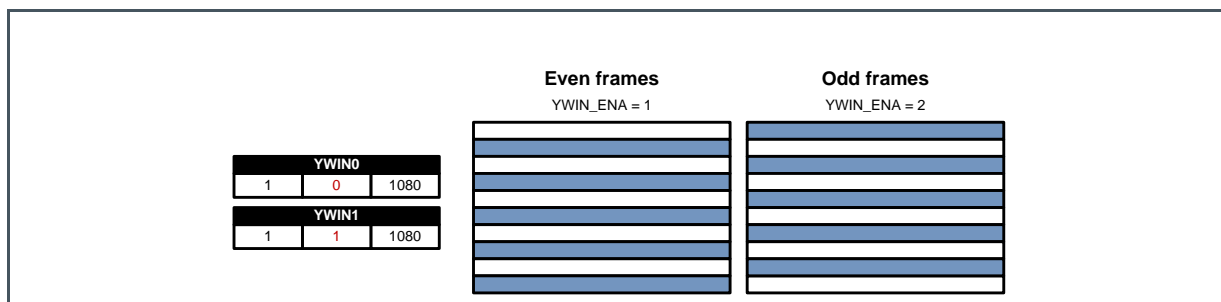 Even frames Odd frames
YWIN_ENA = 1 YWIN_ENA = 2
YWIN0
1 0 1080
YWIN1
1 1 1080